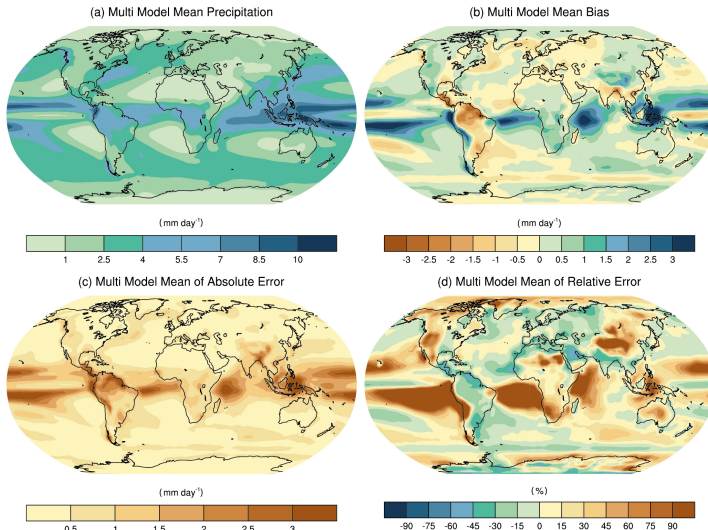 (a) Multi Model Mean Precipitation
(b) Multi Model Mean Bias
(mm day⁻¹)
(mm day⁻¹)
1 2.5 4 5.5 7 8.5 10
-3 -2.5 -2 -1.5 -1 -0.5 0 0.5 1 1.5 2 2.5 3
(c) Multi Model Mean of Absolute Error
(d) Multi Model Mean of Relative Error
(mm day⁻¹)
(%)
0.5 1 1.5 2 2.5 3
-90 -75 -60 -45 -30 -15 0 15 30 45 60 75 90